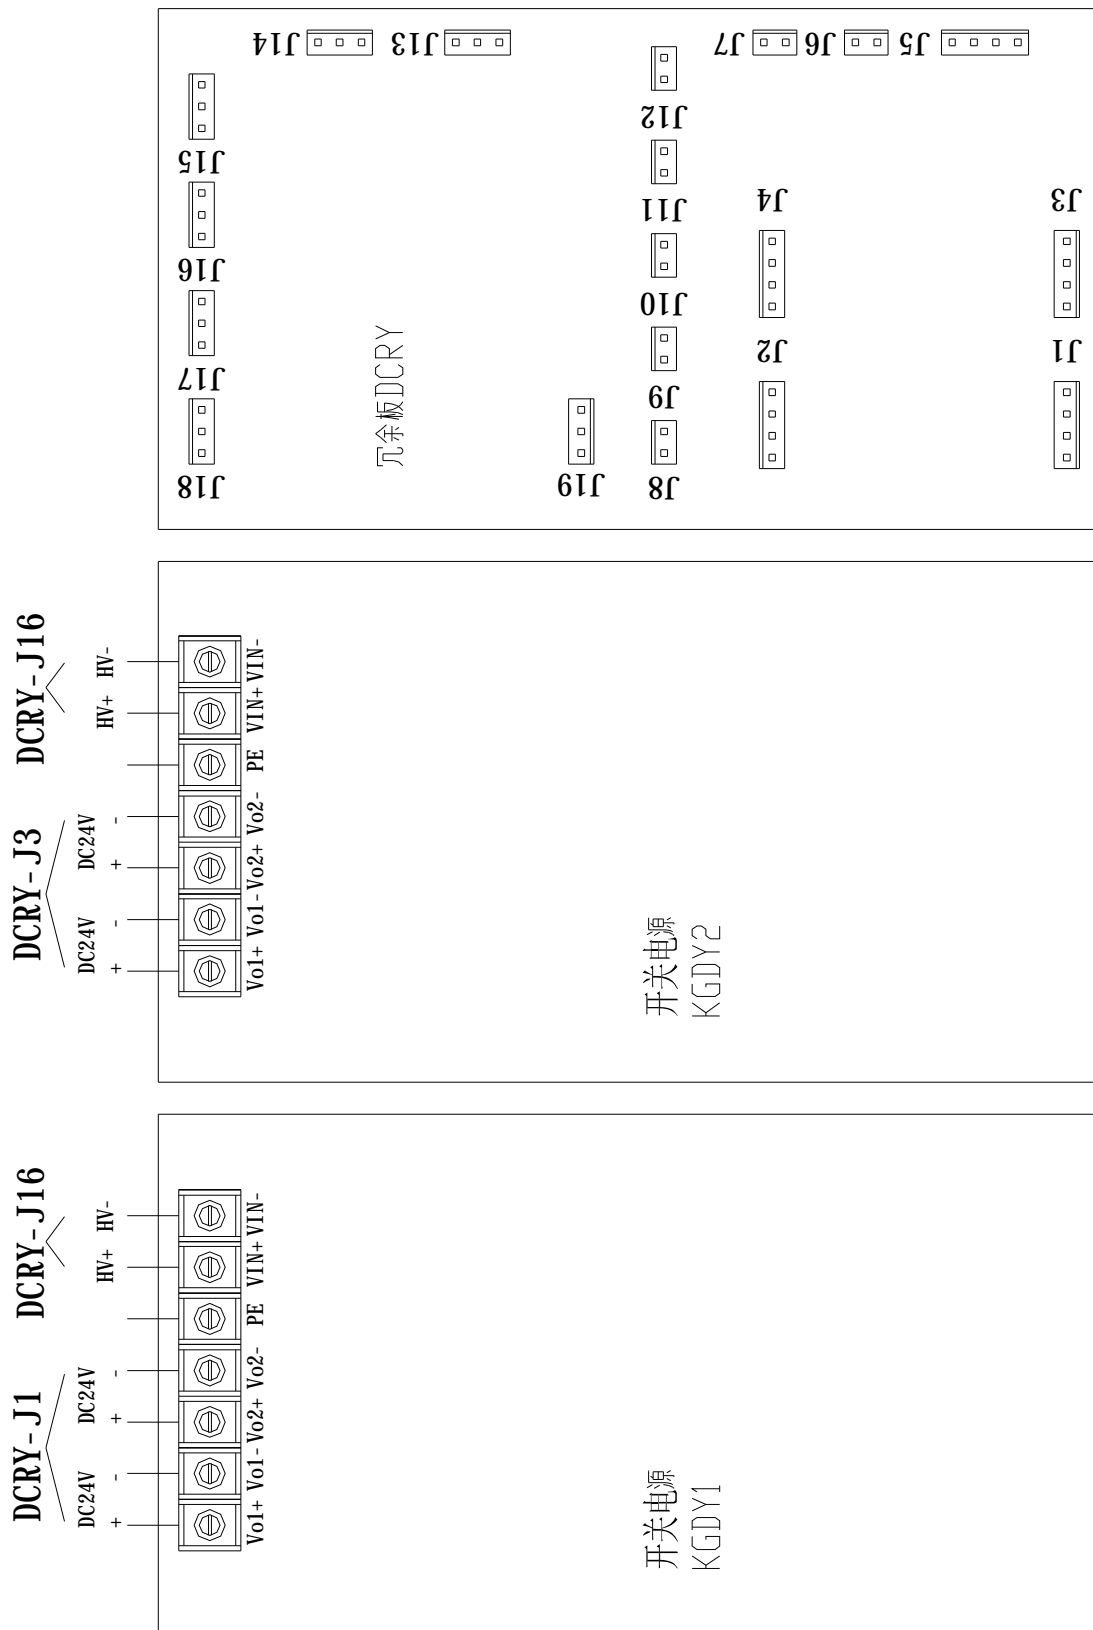 J14
J13
J7
J6
J5
J15
J12
J16
J11
J4
J3
J17
J10
J2
J1
J9
J18
J19
J8
冗余板DCRY
DCRY-J16
HV+ HV-
DCRY-J3
DC24V
+ -
DC24V
+ -
Vo1+ Vo1- Vo2+ Vo2- PE VIN+ VIN-
开关电源
KGDY2
DCRY-J16
HV+ HV-
DCRY-J1
DC24V
+ -
DC24V
+ -
Vo1+ Vo1- Vo2+ Vo2- PE VIN+ VIN-
开关电源
KGDY1